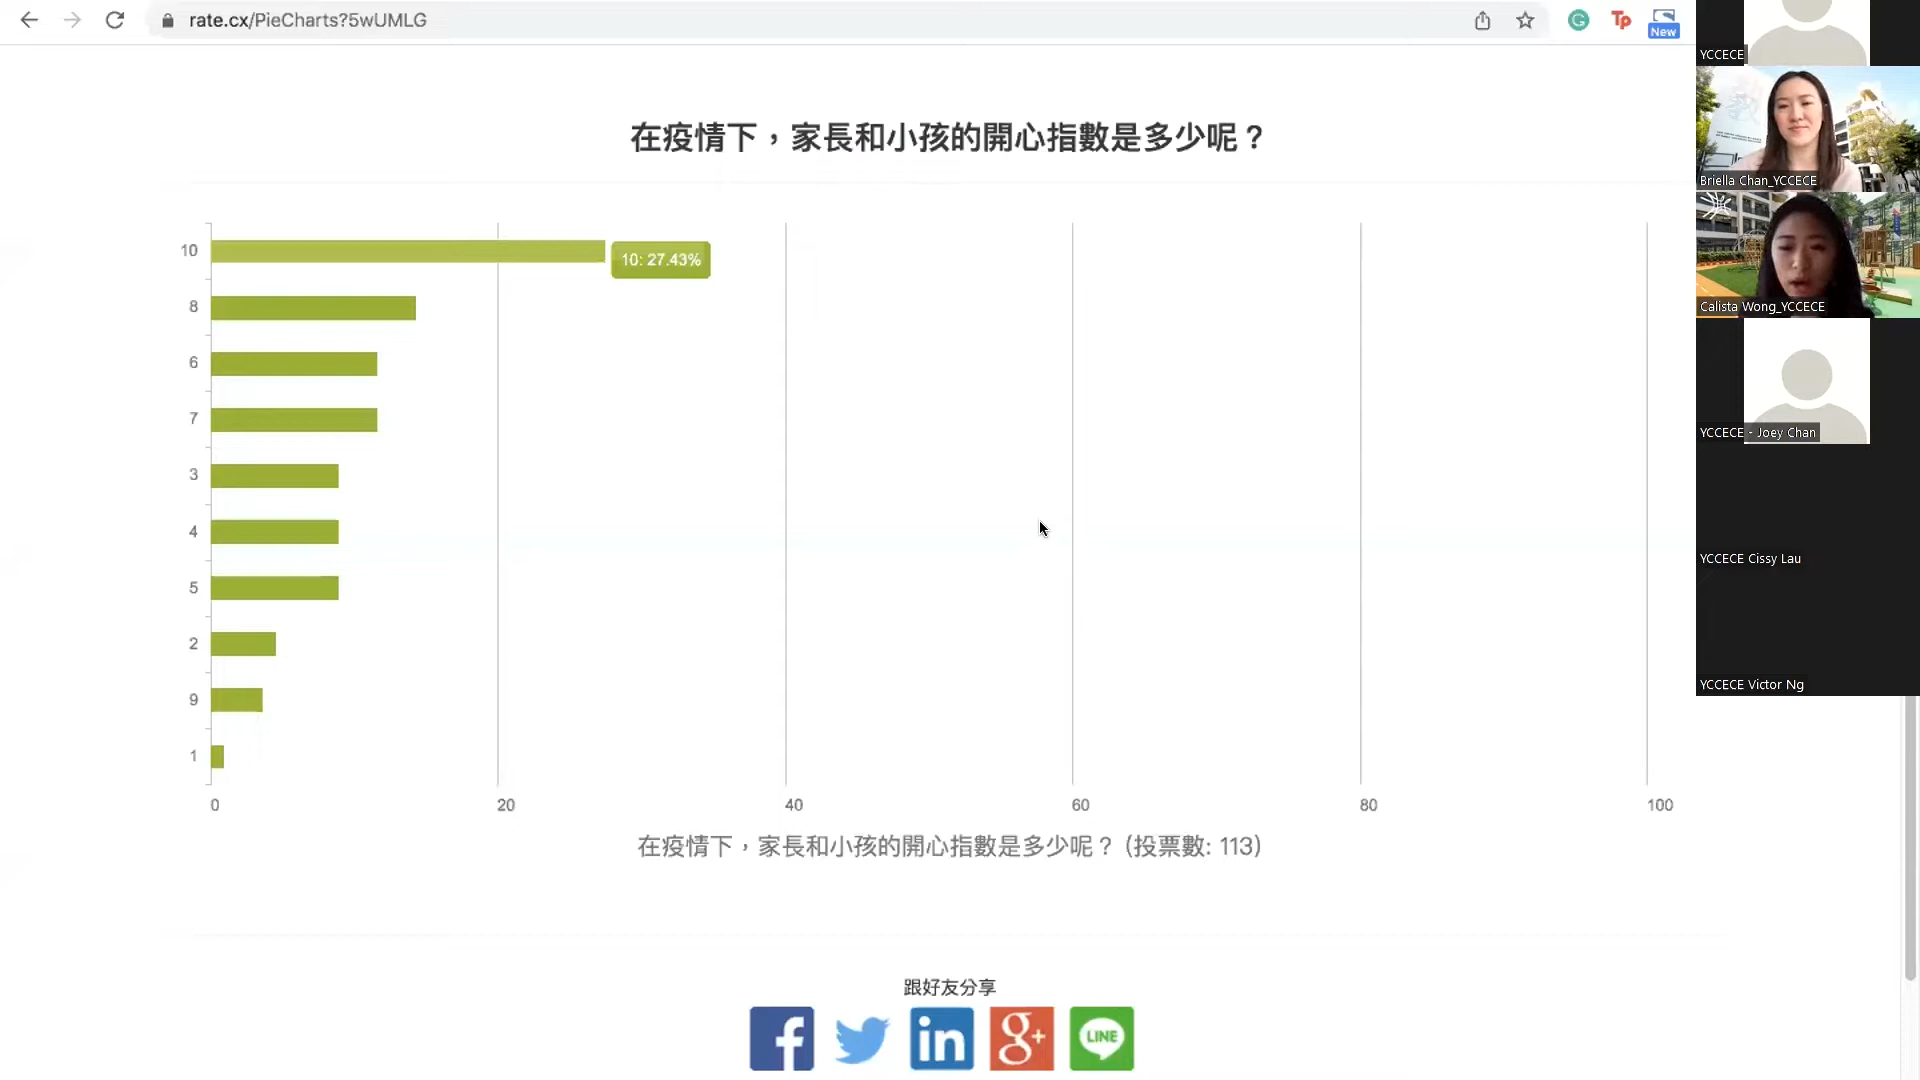 rate.cx/PieCharts?5wUMLG
New
在疫情下，家長和小孩的開心指數是多少呢？
10
10: 27.43%
8
6
7
3
4
5
2
9
1
0 20 40 60 80 100
在疫情下，家長和小孩的開心指數是多少呢？ (投票數: 113)
跟好友分享
f
in
g+
LINE
G
Tp
YCCECE
Briella Chan_YCCECE
Calista Wong_YCCECE
YCCECE - Joey Chan
YCCECE Cissy Lau
YCCECE Victor Ng